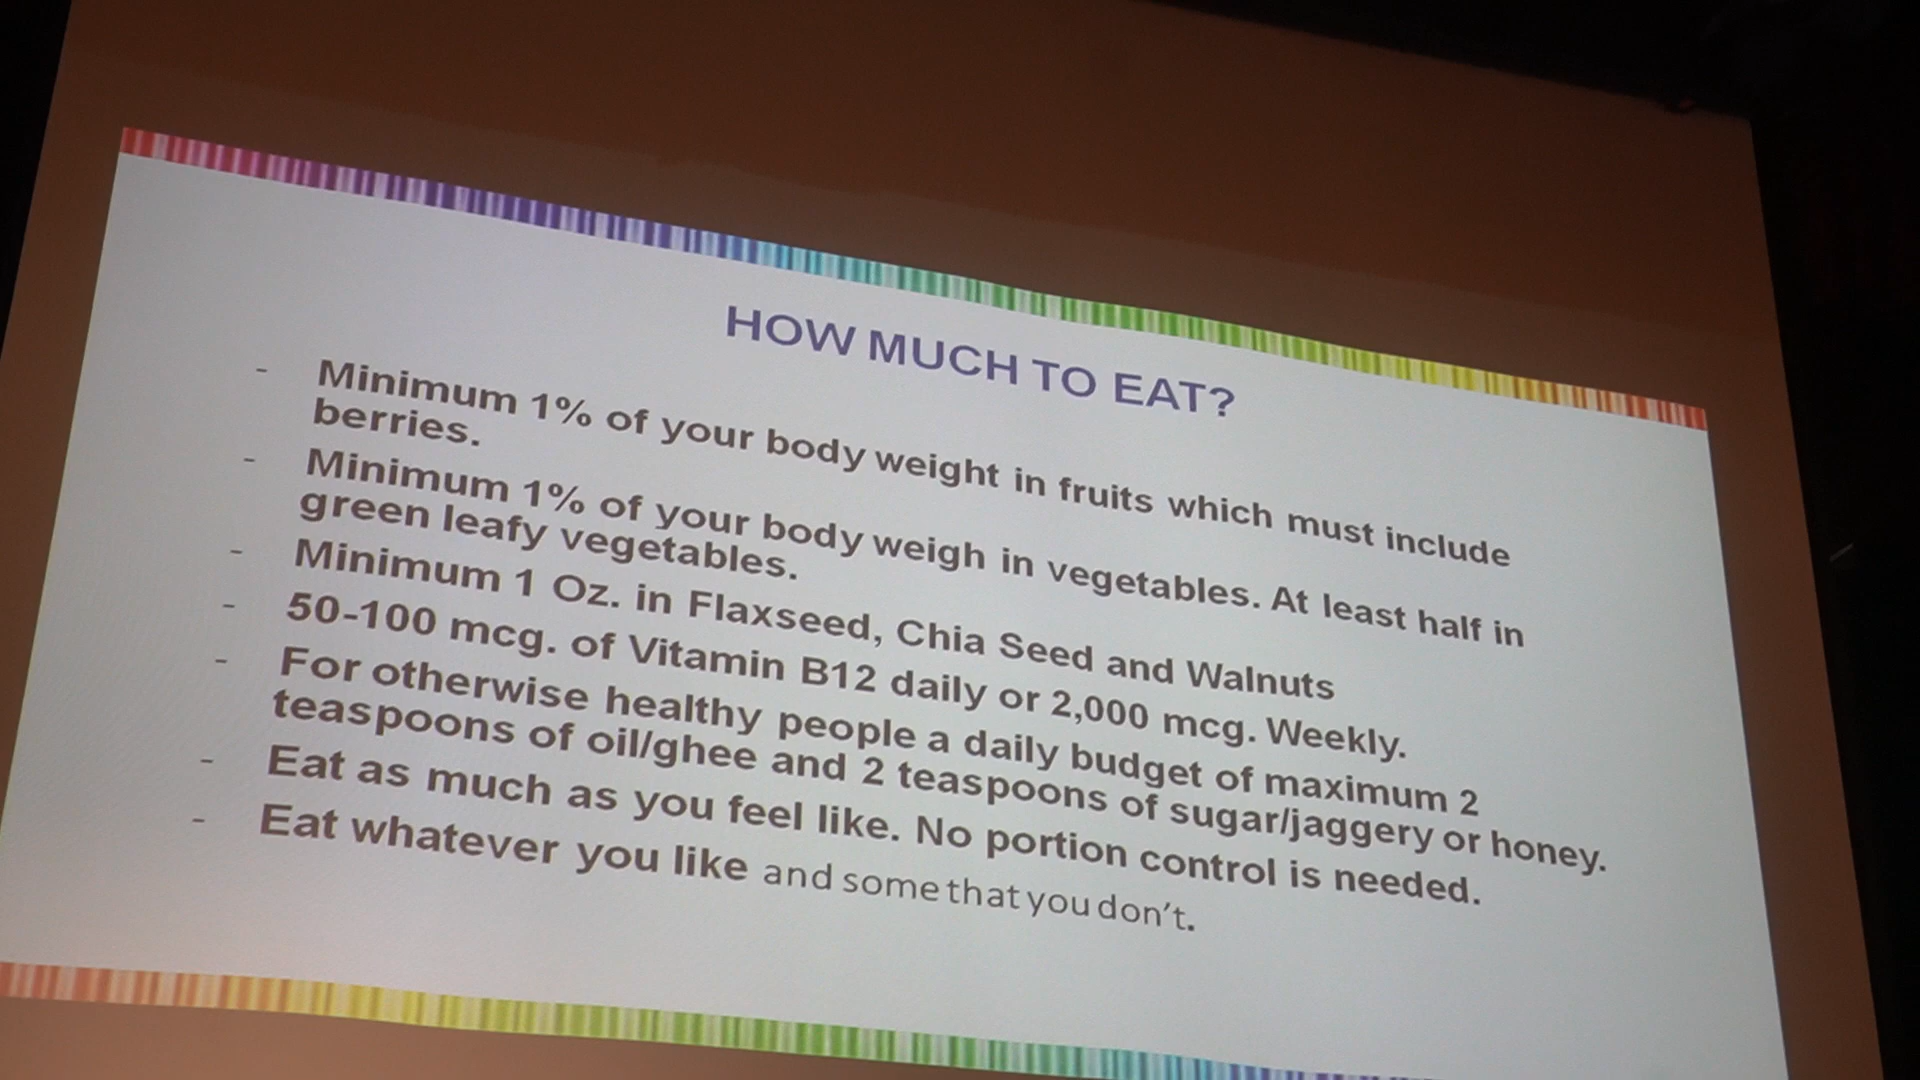 HOW MUCH TO EAT?
- Minimum 1% of your body weight in fruits which must include
berries.
- Minimum 1% of your body weigh in vegetables. At least half in
green leafy vegetables.
- Minimum 1 Oz. in Flaxseed, Chia Seed and Walnuts
- 50-100 mcg. of Vitamin B12 daily or 2,000 mcg. Weekly.
- For otherwise healthy people a daily budget of maximum 2
teaspoons of oil/ghee and 2 teaspoons of sugar/jaggery or honey.
- Eat as much as you feel like. No portion control is needed.
- Eat whatever you like and some that you don't.